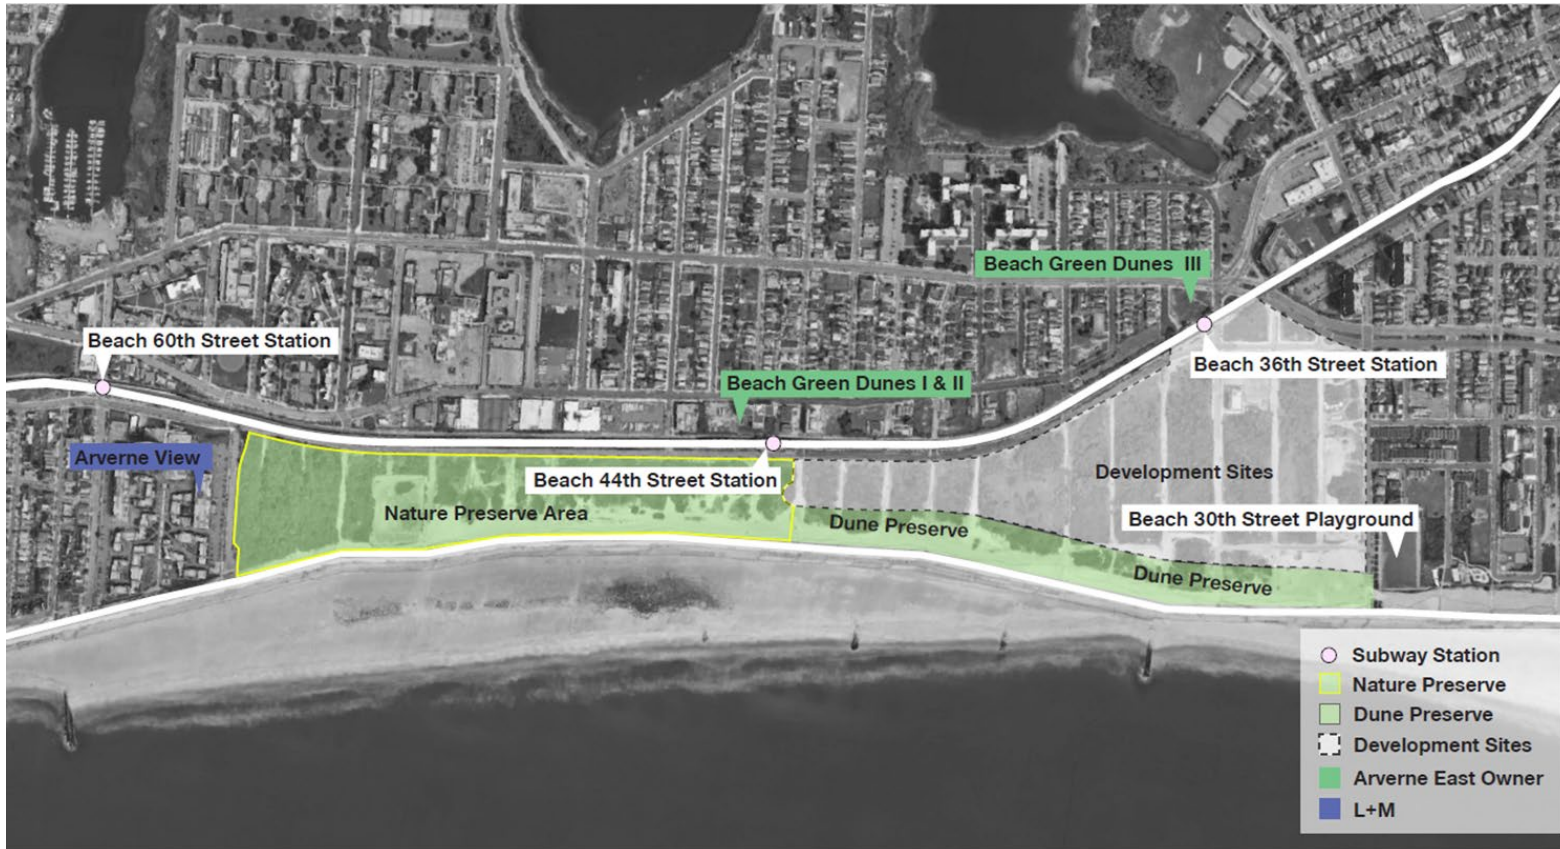 Beach Green Dunes III
Beach 60th Street Station
Beach 36th Street Station
Beach Green Dunes I & II
Arverne View
Beach 44th Street Station
Development Sites
Nature Preserve Area
Dune Preserve
Beach 30th Street Playground
Dune Preserve
Subway Station
Nature Preserve
Dune Preserve
Development Sites
Arverne East Owner
L+M